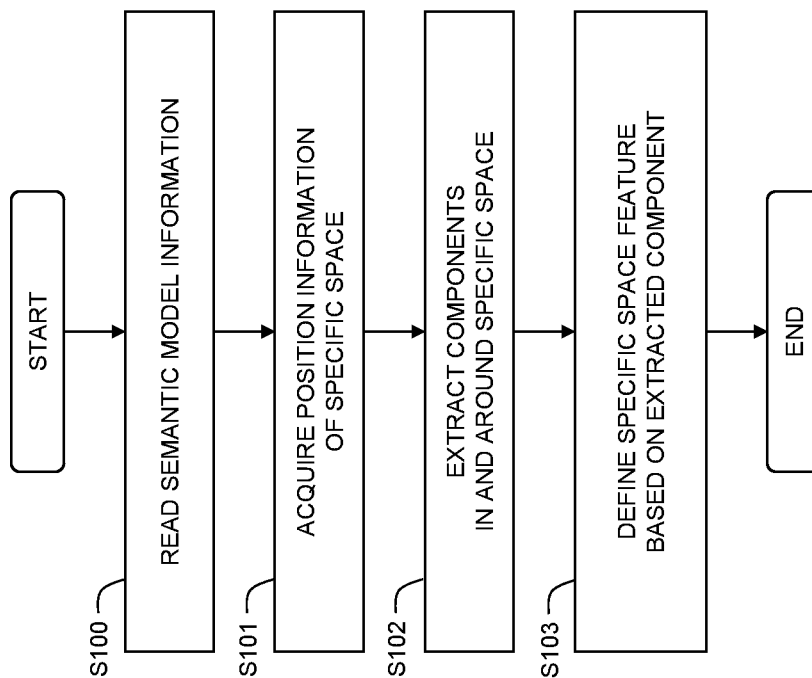 START
S100
READ SEMANTIC MODEL INFORMATION
S101
ACQUIRE POSITION INFORMATION
OF SPECIFIC SPACE
S102
EXTRACT COMPONENTS
IN AND AROUND SPECIFIC SPACE
S103
DEFINE SPECIFIC SPACE FEATURE
BASED ON EXTRACTED COMPONENT
END